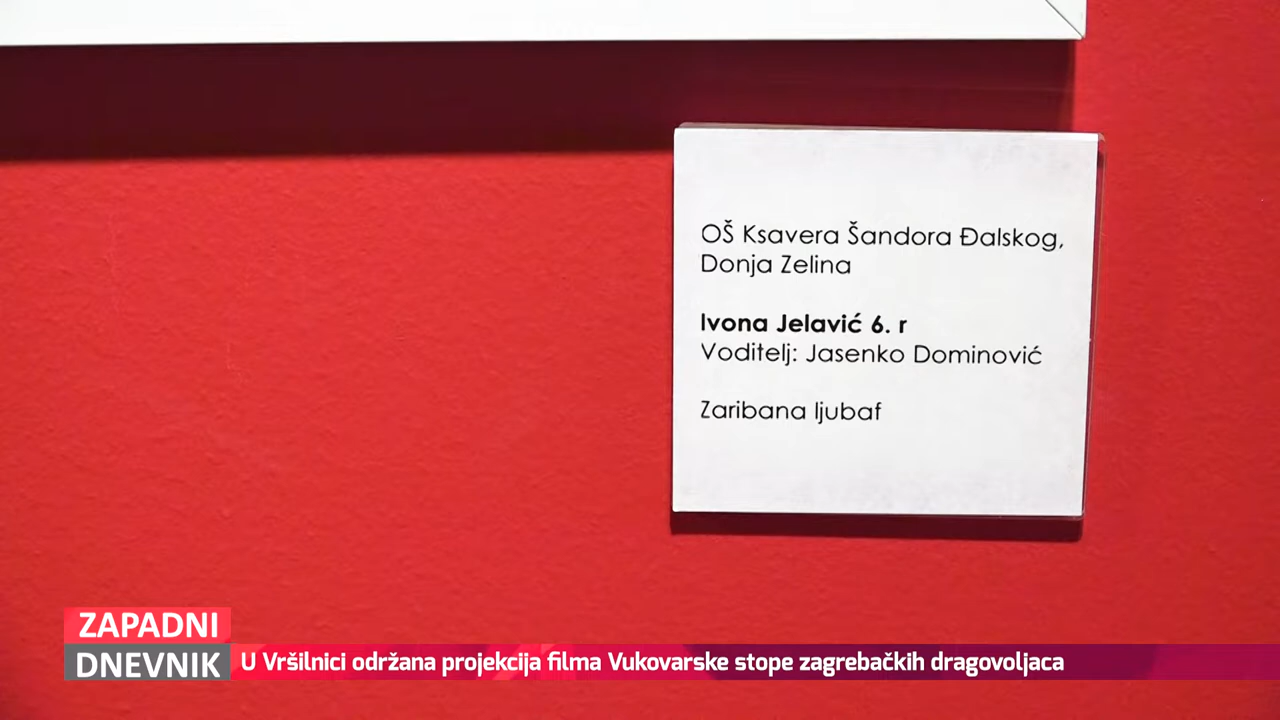 OŠ Ksavera Šandora Đalskog,
Donja Zelina
Ivona Jelavić 6. r
Voditelj: Jasenko Dominović
Zaribana ljubaf
ZAPADNI
DNEVNIK
U Vršilnici održana projekcija filma Vukovarske stope zagrebačkih dragovoljaca